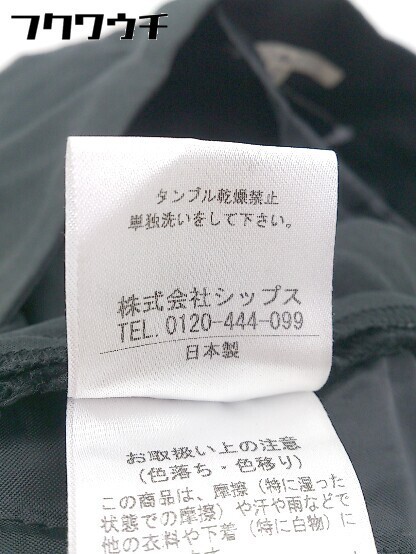 フクワウチ
タンブル乾燥禁止
単独洗いをして下さい。
株式会社シップス
TEL. 0120-444-099
日本製
お取扱い上の注意
（色落ち・色移り）
この商品は、摩擦（特に湿った
状態での摩擦）や汗や雨などで
他の衣料や下着（特に白物）に